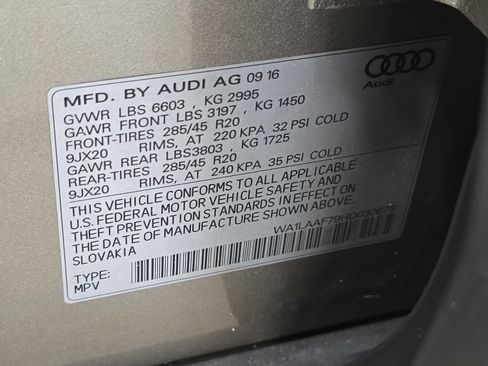 MFD. BY AUDI AG 09 16
GVWR LBS 6603 , KG 2995
GAWR FRONT LBS 3197 , KG 1450
FRONT-TIRES 285/45 R20
9JX20 RIMS, AT 220 KPA 32 PSI COLD
GAWR REAR LBS3803 , KG 1725
REAR-TIRES 285/45 R20
9JX20 RIMS, AT 240 KPA 35 PSI COLD
THIS VEHICLE CONFORMS TO ALL APPLICABLE
U.S. FEDERAL MOTOR VEHICLE SAFETY AND
THEFT PREVENTION STANDARDS IN EFFECT ON
THE DATE OF MANUFACTURE SHOWN ABOVE.
SLOVAKIA
WA1LAAF79HD030679
TYPE:
MPV
Audi